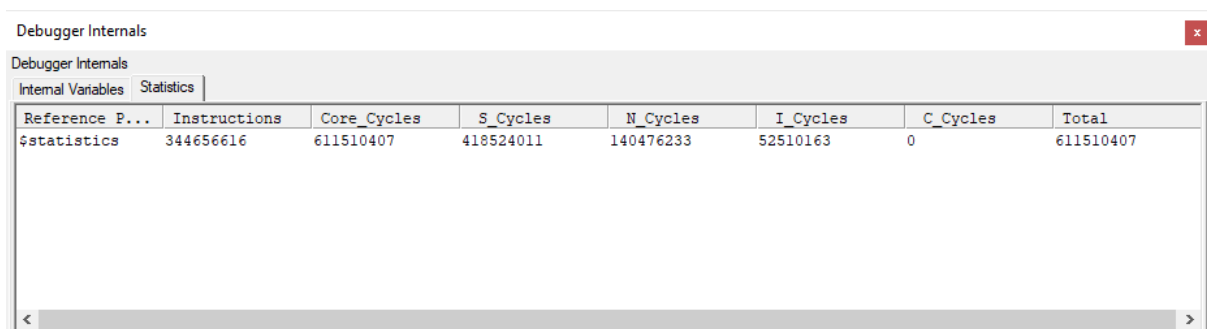 Debugger Internals
x
Debugger Internals
Internal Variables Statistics
Reference P... Instructions Core_Cycles S_Cycles N_Cycles I_Cycles C_Cycles Total
$statistics 344656616 611510407 418524011 140476233 52510163 0 611510407